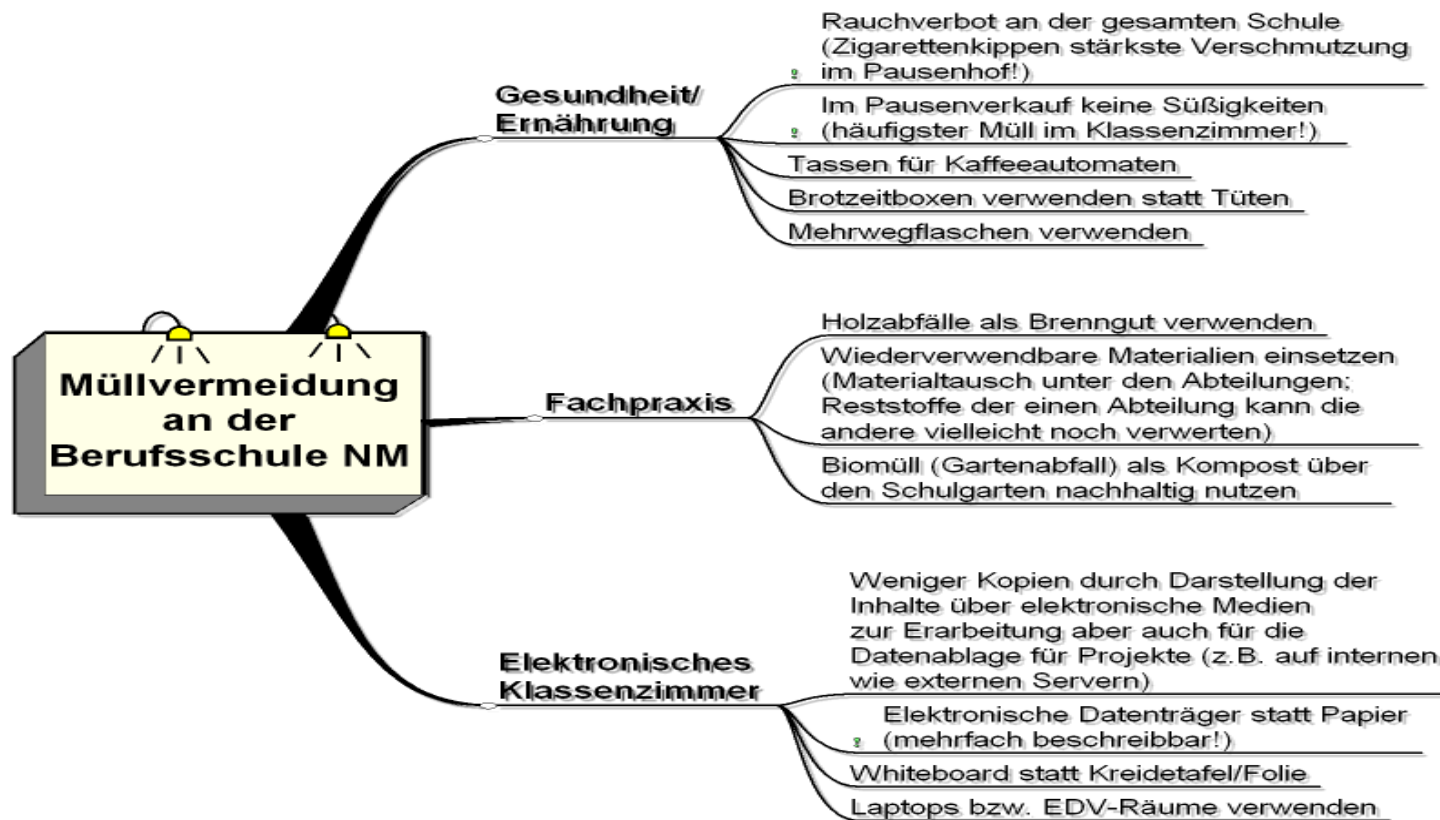 Müllvermeidung
an der
Berufsschule NM
Gesundheit/
Ernährung
Rauchverbot an der gesamten Schule
(Zigarettenkippen stärkste Verschmutzung
im Pausenhof!)
Im Pausenverkauf keine Süßigkeiten
(häufigster Müll im Klassenzimmer!)
Tassen für Kaffeeautomaten
Brotzeitboxen verwenden statt Tüten
Mehrwegflaschen verwenden
Fachpraxis
Holzabfälle als Brenngut verwenden
Wiederverwendbare Materialien einsetzen
(Materialtausch unter den Abteilungen;
Reststoffe der einen Abteilung kann die
andere vielleicht noch verwerten)
Biomüll (Gartenabfall) als Kompost über
den Schulgarten nachhaltig nutzen
Elektronisches
Klassenzimmer
Weniger Kopien durch Darstellung der
Inhalte über elektronische Medien
zur Erarbeitung aber auch für die
Datenablage für Projekte (z.B. auf internen
wie externen Servern)
Elektronische Datenträger statt Papier
(mehrfach beschreibbar!)
Whiteboard statt Kreidetafel/Folie
Laptops bzw. EDV-Räume verwenden